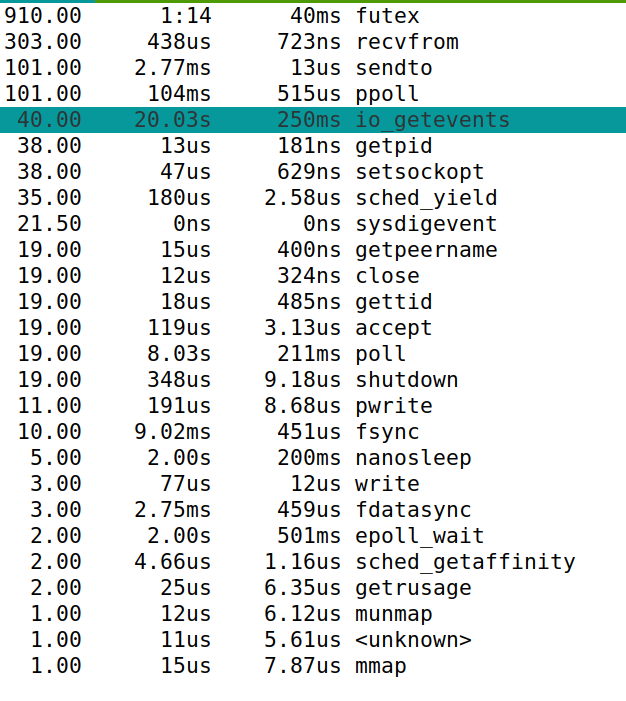 910.00 1:14 40ms futex
303.00 438us 723ns recvfrom
101.00 2.77ms 13us sendto
101.00 104ms 515us ppoll
40.00 20.03s 250ms io_getevents
38.00 13us 181ns getpid
38.00 47us 629ns setsockopt
35.00 180us 2.58us sched_yield
21.50 0ns 0ns sysdigevent
19.00 15us 400ns getpeername
19.00 12us 324ns close
19.00 18us 485ns gettid
19.00 119us 3.13us accept
19.00 8.03s 211ms poll
19.00 348us 9.18us shutdown
11.00 191us 8.68us pwrite
10.00 9.02ms 451us fsync
5.00 2.00s 200ms nanosleep
3.00 77us 12us write
3.00 2.75ms 459us fdatasync
2.00 2.00s 501ms epoll_wait
2.00 4.66us 1.16us sched_getaffinity
2.00 25us 6.35us getrusage
1.00 12us 6.12us munmap
1.00 11us 5.61us <unknown>
1.00 15us 7.87us mmap